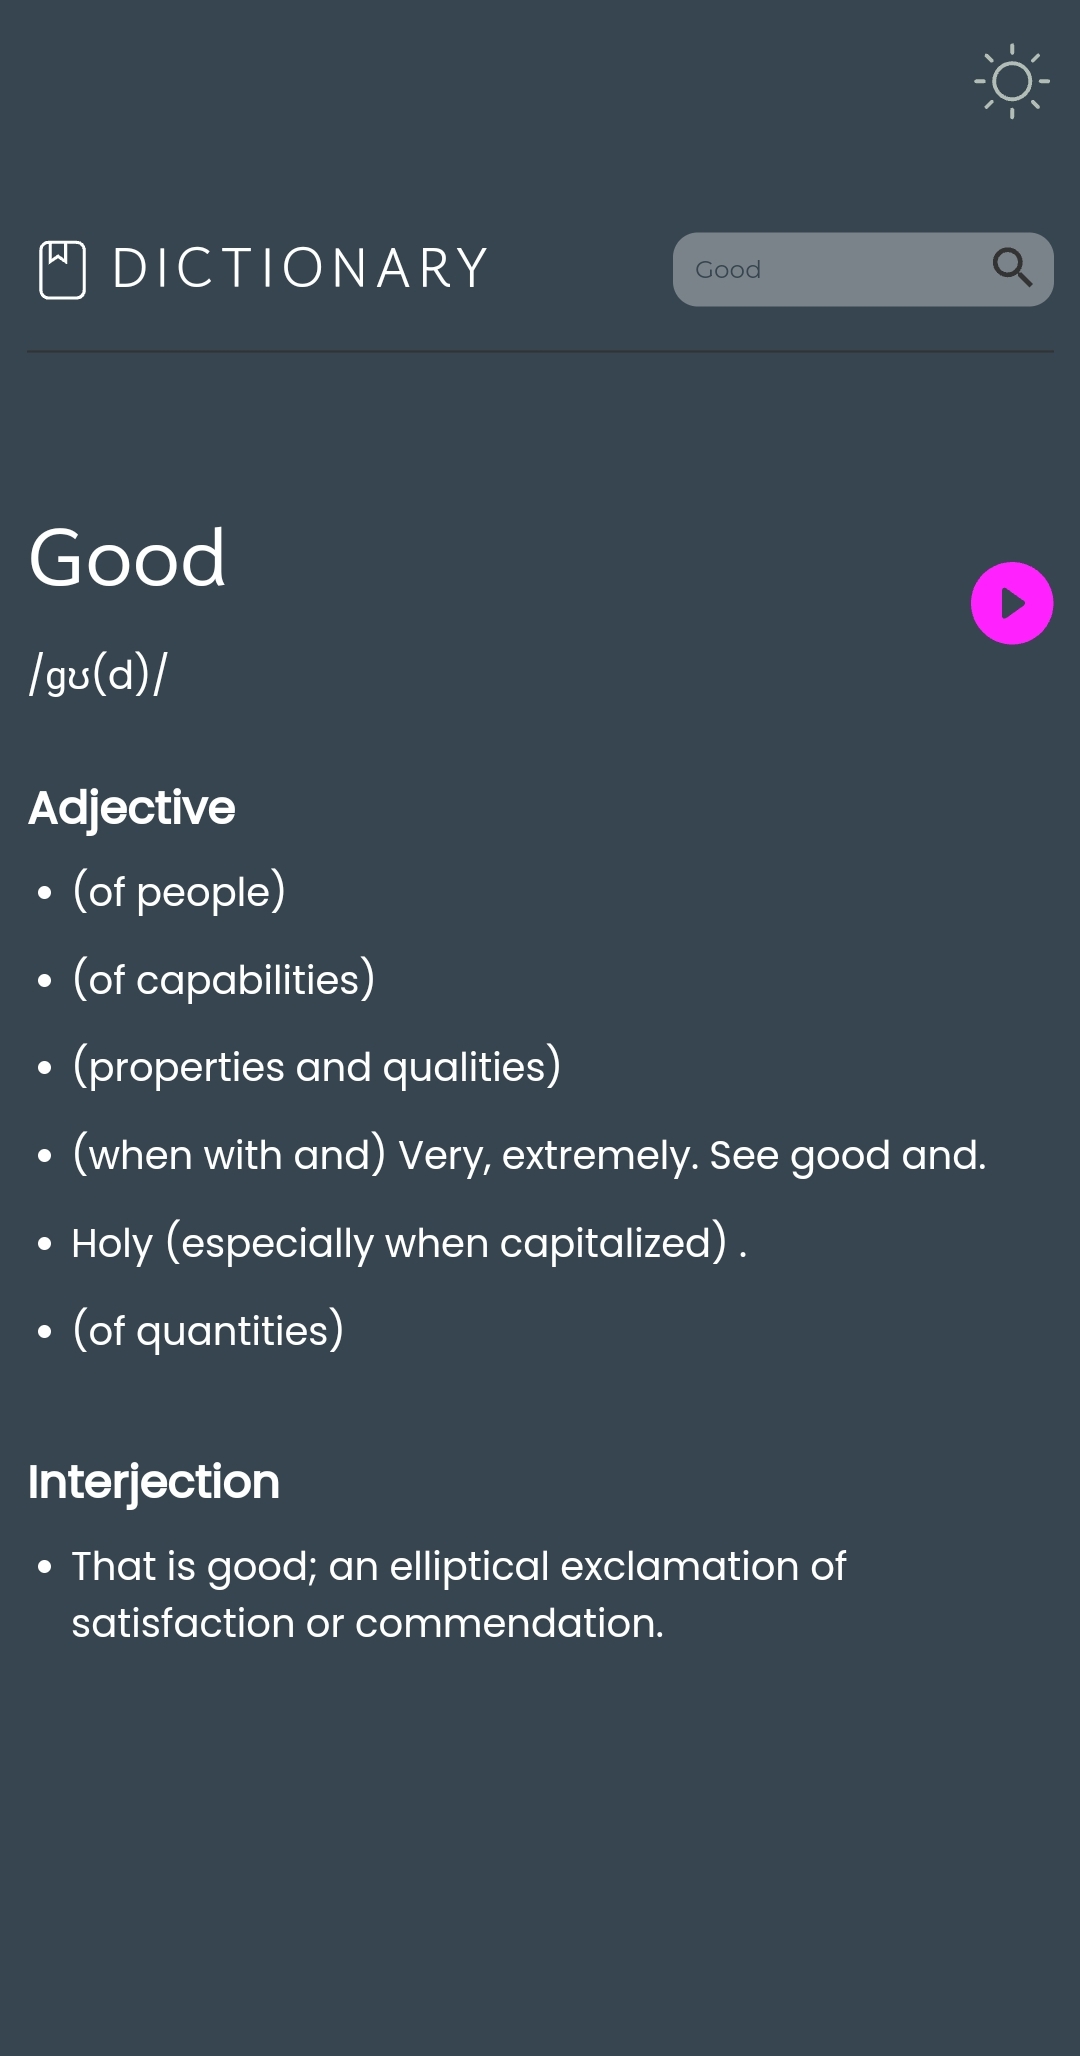 DICTIONARY
Good
Good
/gʊ(d)/
Adjective
(of people)
(of capabilities)
(properties and qualities)
(when with and) Very, extremely. See good and.
Holy (especially when capitalized) .
(of quantities)
Interjection
That is good; an elliptical exclamation of
satisfaction or commendation.